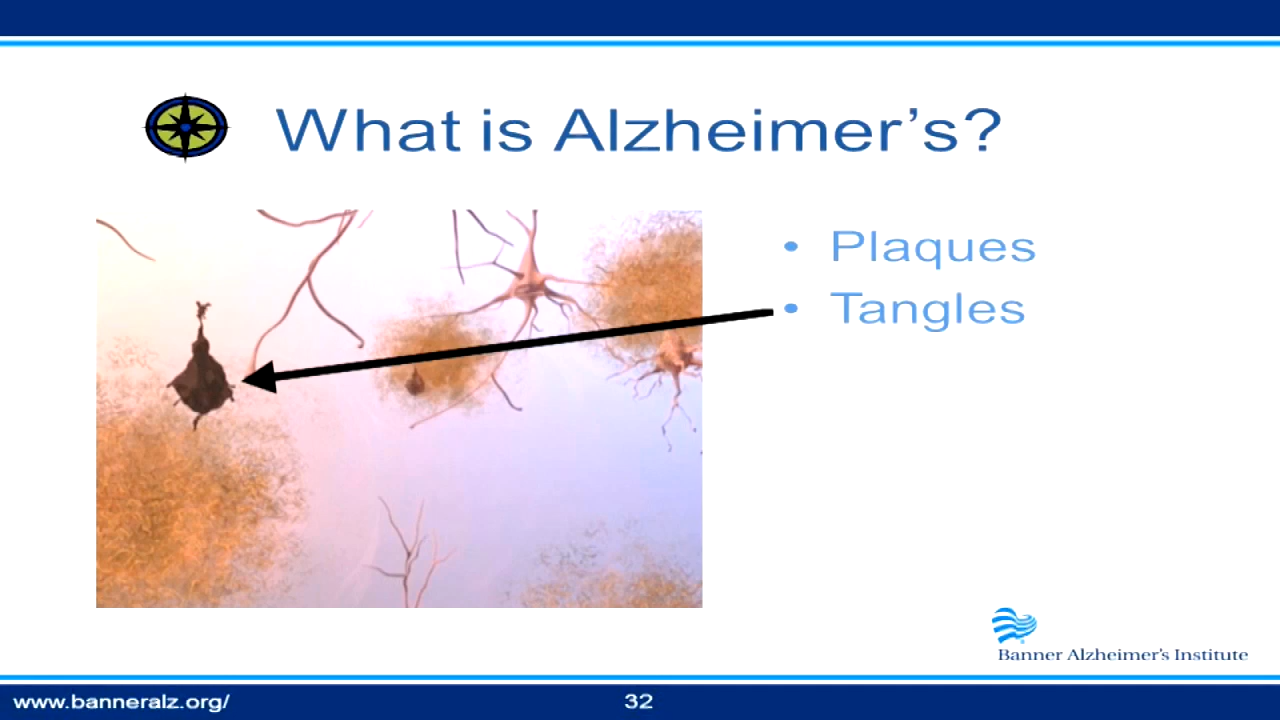 What is Alzheimer's?
• Plaques
• Tangles
Banner Alzheimer's Institute
www.banneralz.org/
32